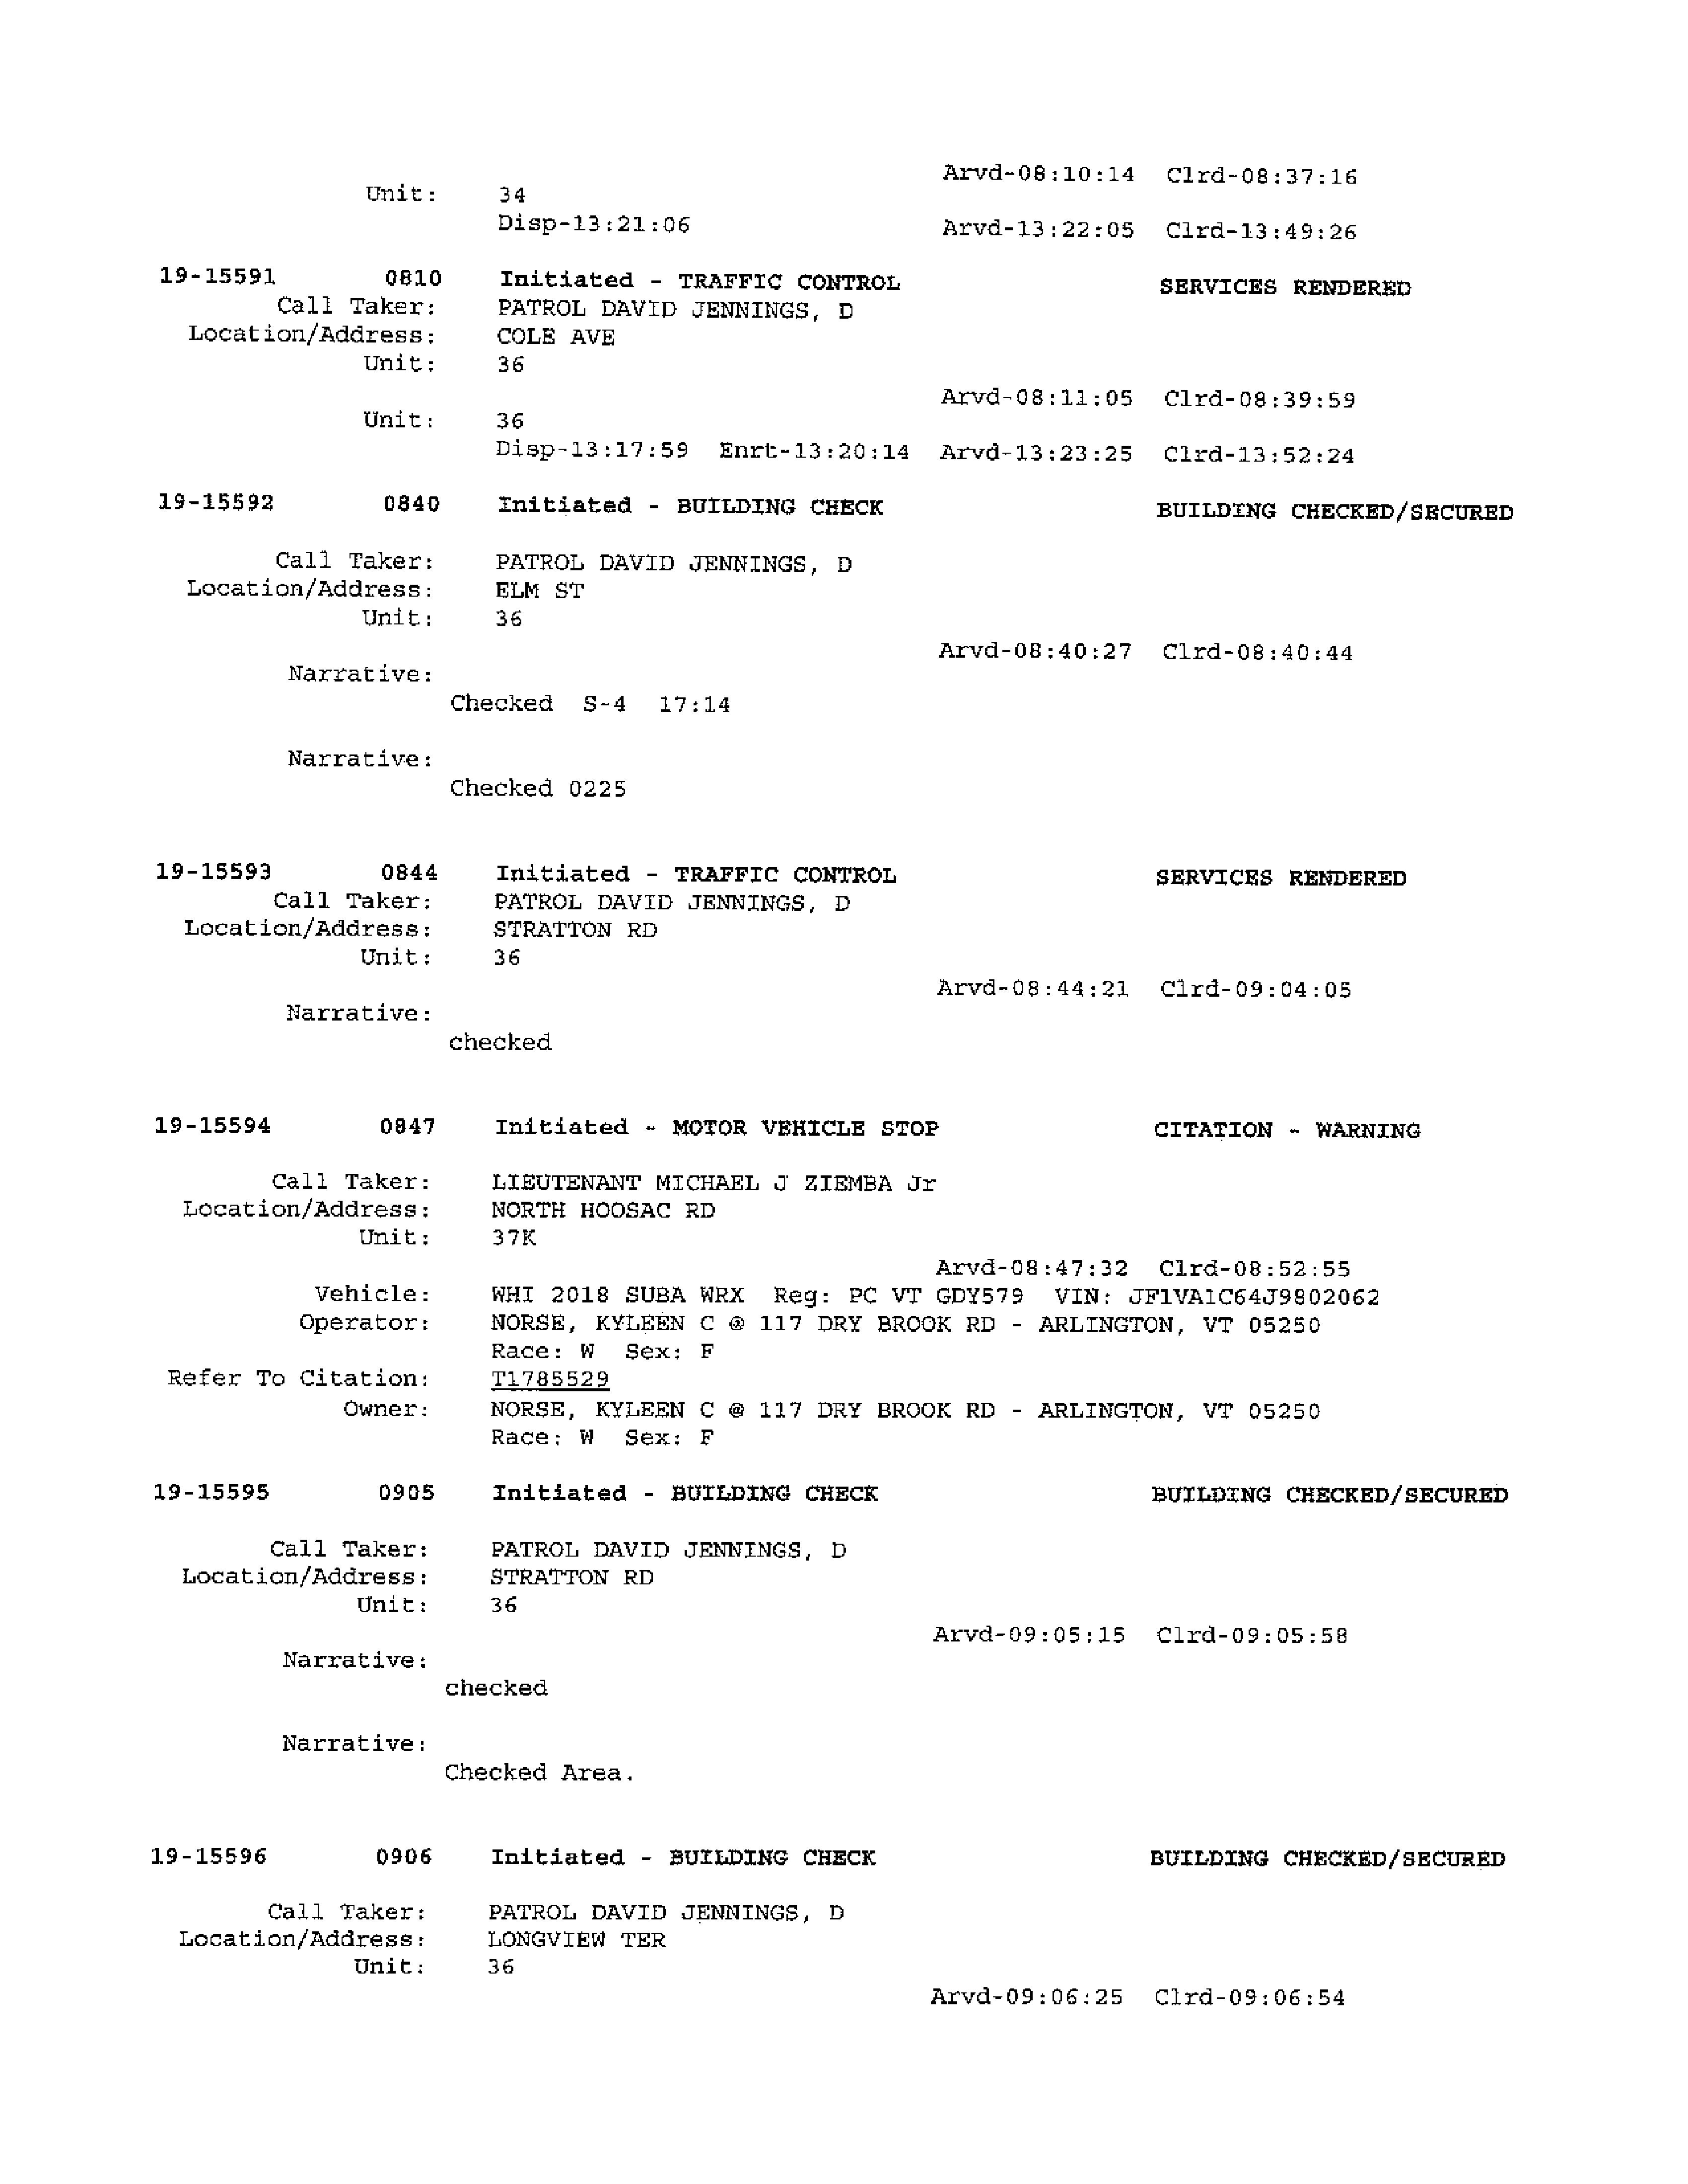 Arvd-08:10:14 Clrd-08:37:16
Unit: 34
Disp-13:21:06 Arvd-13:22:05 Clrd-13:49:26
19-15591 0810 Initiated - TRAFFIC CONTROL SERVICES RENDERED
Call Taker: PATROL DAVID JENNINGS, D
Location/Address: COLE AVE
Unit: 36
Arvd-08:11:05 Clrd-08:39:59
Unit: 36
Disp-13:17:59 Enrt-13:20:14 Arvd-13:23:25 Clrd-13:52:24
19-15592 0840 Initiated - BUILDING CHECK BUILDING CHECKED/SECURED
Call Taker: PATROL DAVID JENNINGS, D
Location/Address: ELM ST
Unit: 36
Arvd-08:40:27 Clrd-08:40:44
Narrative:
Checked S-4 17:14
Narrative:
Checked 0225
19-15593 0844 Initiated - TRAFFIC CONTROL SERVICES RENDERED
Call Taker: PATROL DAVID JENNINGS, D
Location/Address: STRATTON RD
Unit: 36
Arvd-08:44:21 Clrd-09:04:05
Narrative:
checked
19-15594 0847 Initiated - MOTOR VEHICLE STOP CITATION - WARNING
Call Taker: LIEUTENANT MICHAEL J ZIEMBA Jr
Location/Address: NORTH HOOSAC RD
Unit: 37K
Arvd-08:47:32 Clrd-08:52:55
Vehicle: WHI 2018 SUBA WRX Reg: PC VT GDY579 VIN: JF1VA1C64J9802062
Operator: NORSE, KYLEEN C @ 117 DRY BROOK RD - ARLINGTON, VT 05250
Race: W Sex: F
Refer To Citation: T1785529
Owner: NORSE, KYLEEN C @ 117 DRY BROOK RD - ARLINGTON, VT 05250
Race: W Sex: F
19-15595 0905 Initiated - BUILDING CHECK BUILDING CHECKED/SECURED
Call Taker: PATROL DAVID JENNINGS, D
Location/Address: STRATTON RD
Unit: 36
Arvd-09:05:15 Clrd-09:05:58
Narrative:
checked
Narrative:
Checked Area.
19-15596 0906 Initiated - BUILDING CHECK BUILDING CHECKED/SECURED
Call Taker: PATROL DAVID JENNINGS, D
Location/Address: LONGVIEW TER
Unit: 36
Arvd-09:06:25 Clrd-09:06:54